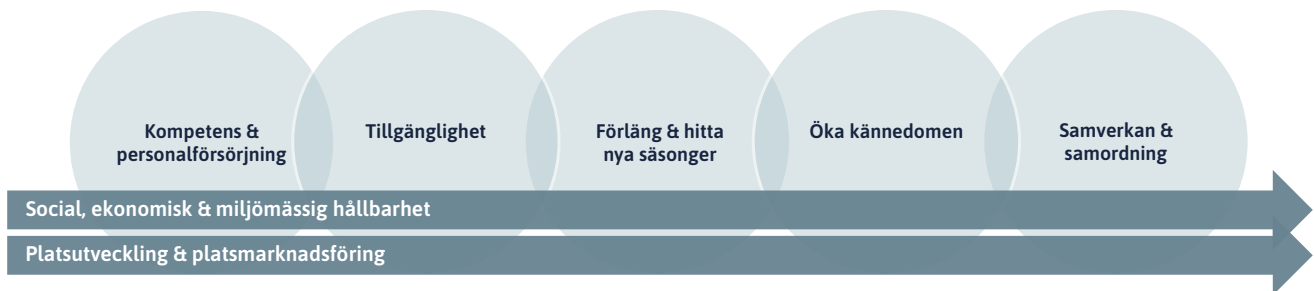 Kompetens &
personalförsörjning
Tillgänglighet
Förläng & hitta
nya säsonger
Öka kännedomen
Samverkan &
samordning
Social, ekonomisk & miljömässig hållbarhet
Platsutveckling & platsmarknadsföring